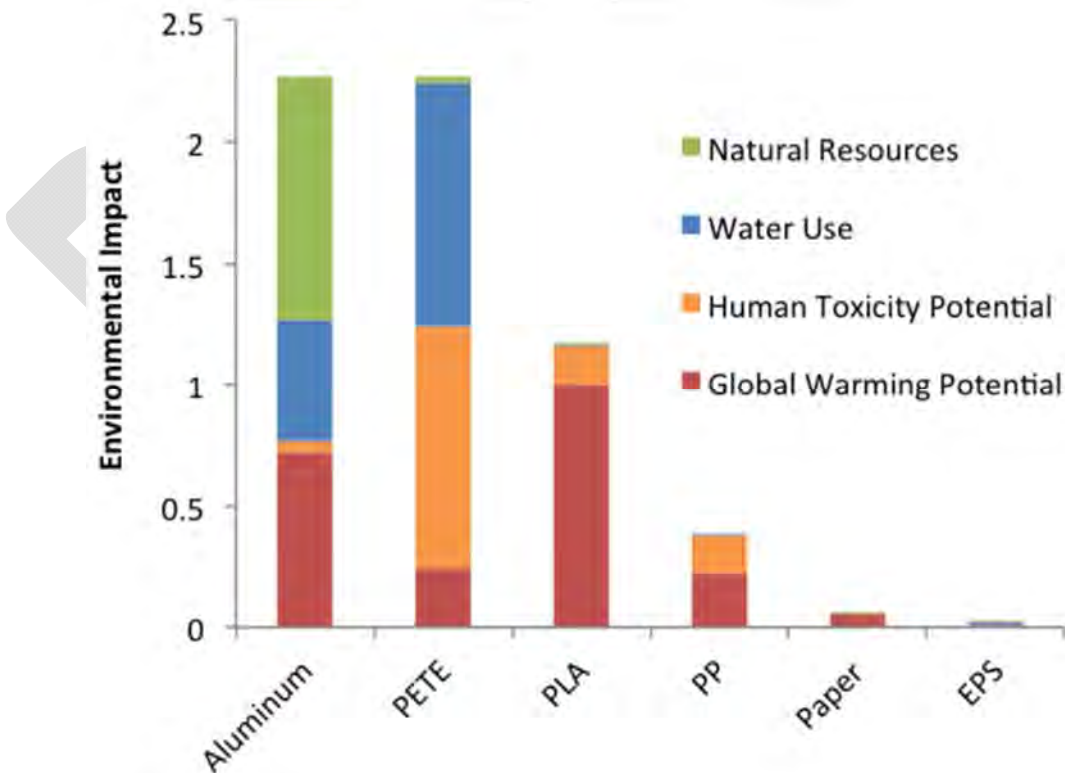 2.5
2
1.5
1
0.5
0
Environmental Impact
Natural Resources
Water Use
Human Toxicity Potential
Global Warming Potential
Aluminum
PETE
PLA
PP
Paper
EPS